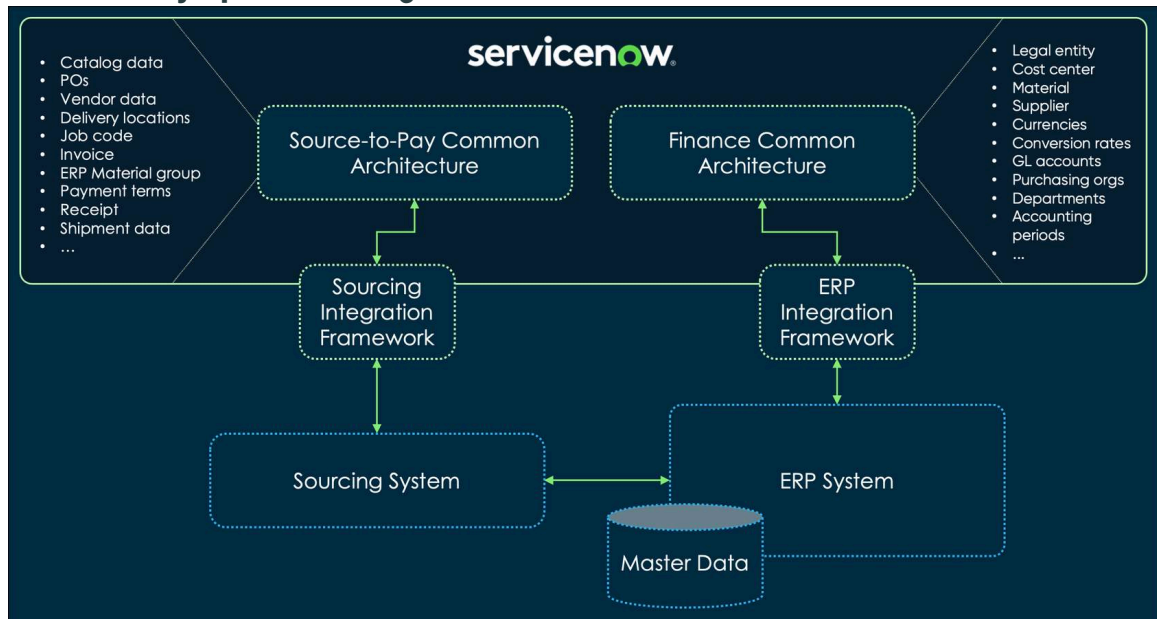 servicenow
• Catalog data
• POs
• Vendor data
• Delivery locations
• Job code
• Invoice
• ERP Material group
• Payment terms
• Receipt
• Shipment data
• ...
Source-to-Pay Common
Architecture
Finance Common
Architecture
• Legal entity
• Cost center
• Material
• Supplier
• Currencies
• Conversion rates
• GL accounts
• Purchasing orgs
• Departments
• Accounting
periods
• ...
Sourcing
Integration
Framework
ERP
Integration
Framework
Sourcing System
ERP System
Master Data